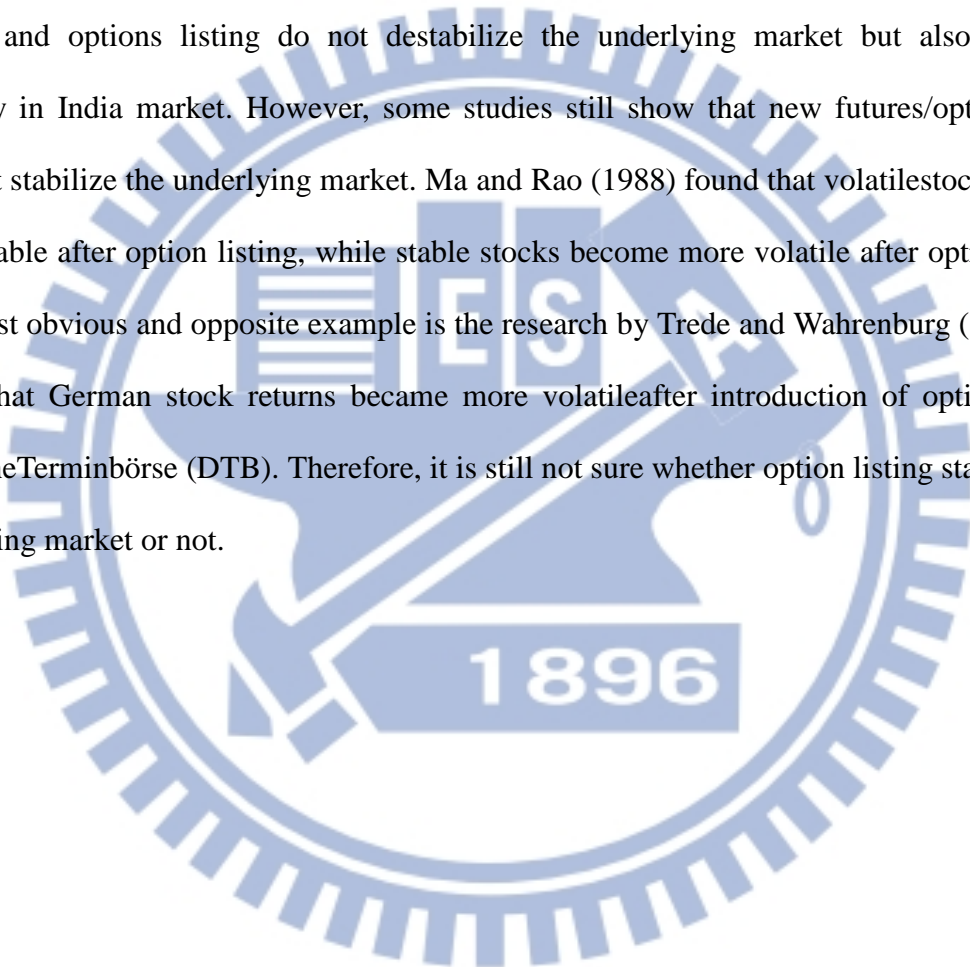 and options listing do not destabilize the underlying market but also
in India market. However, some studies still show that new futures/opt
stabilize the underlying market. Ma and Rao (1988) found that volatilestoc
able after option listing, while stable stocks become more volatile after opti
st obvious and opposite example is the research by Trede and Wahrenburg (
hat German stock returns became more volatileafter introduction of opti
neTerminbörse (DTB). Therefore, it is still not sure whether option listing sta
ing market or not.
E S A
1896